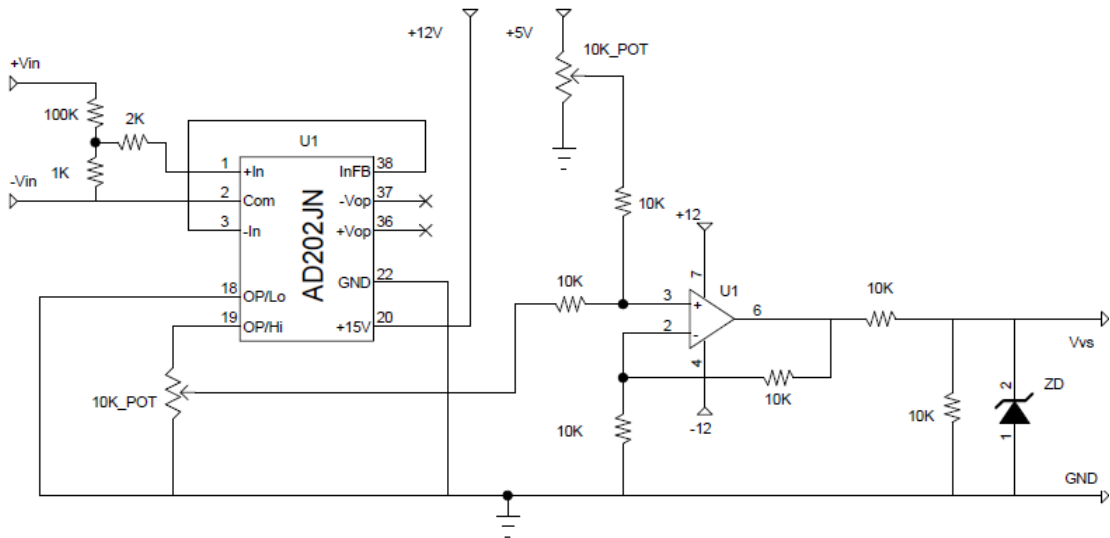 +12V
+5V
10K_POT
+Vin
100K
2K
U1
1K
-Vin
1
+In
InFB
38
2
Com
-Vop
37
3
-In
+Vop
36
AD202JN
10K
+12
18
OP/Lo
GND
22
19
OP/Hi
+15V
20
10K_POT
10K
7
U1
3
+
2
-
6
4
10K
10K
-12
10K
Vvs
10K
2
ZD
1
GND